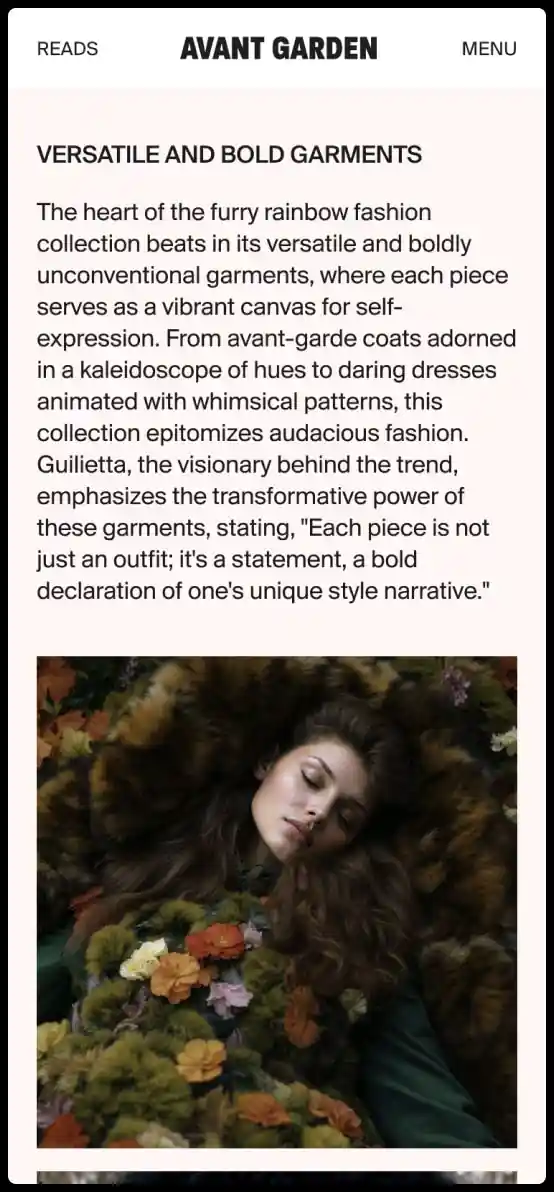 READS
AVANT GARDEN
MENU
VERSATILE AND BOLD GARMENTS
The heart of the furry rainbow fashion
collection beats in its versatile and boldly
unconventional garments, where each piece
serves as a vibrant canvas for self-
expression. From avant-garde coats adorned
in a kaleidoscope of hues to daring dresses
animated with whimsical patterns, this
collection epitomizes audacious fashion.
Guilietta, the visionary behind the trend,
emphasizes the transformative power of
these garments, stating, "Each piece is not
just an outfit; it's a statement, a bold
declaration of one's unique style narrative."